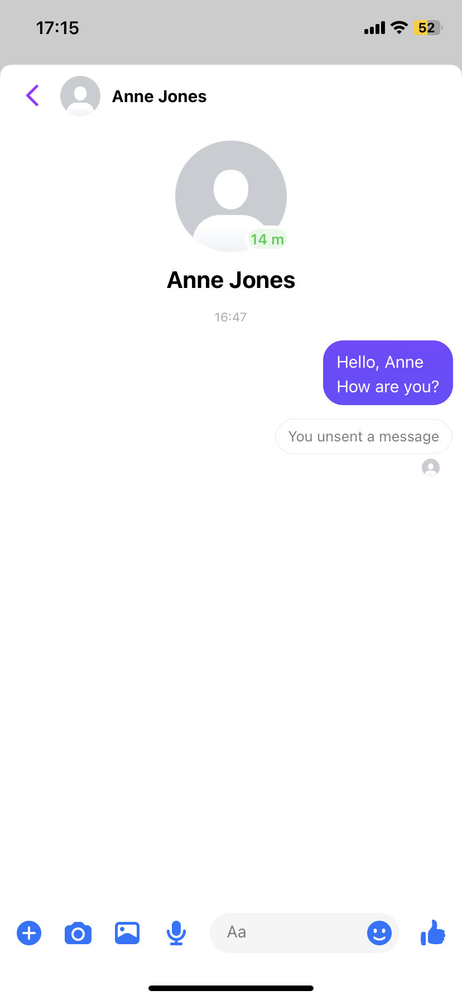 17:15
52
Anne Jones
14 m
Anne Jones
16:47
Hello, Anne
How are you?
You unsent a message
Aa